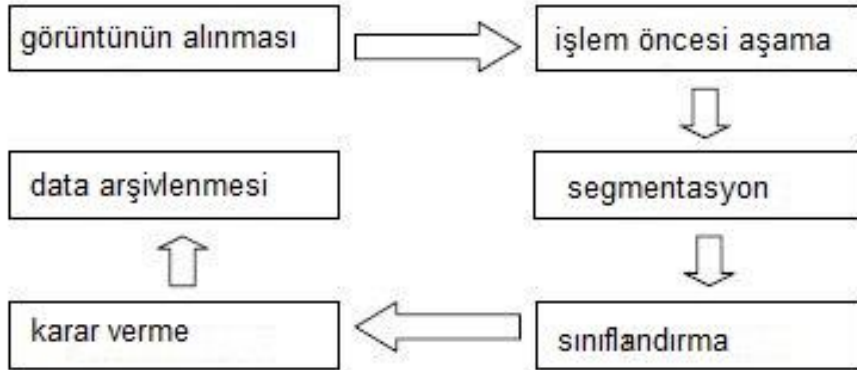 görüntünün alınması
işlem öncesi aşama
segmentasyon
sınıflandırma
karar verme
data arşivlenmesi